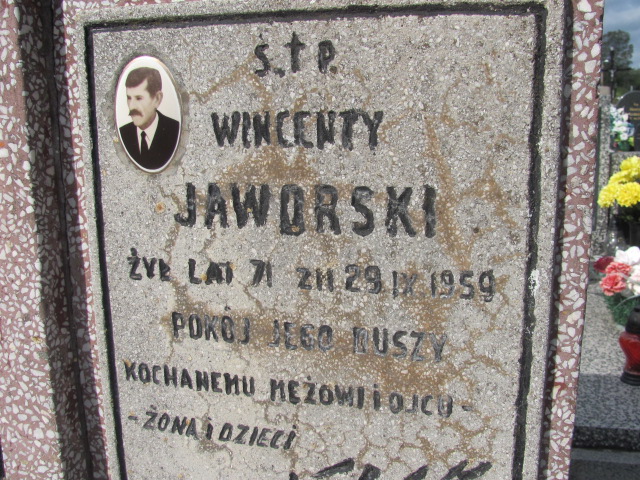 Ś.†P.
WINCENTY
JAWORSKI
ŻYŁ LAT 71 ZM 29 IX 1959
POKÓJ JEGO DUSZY
KOCHANEMU MĘŻOWI I OJCU -
- ŻONA I DZIECI